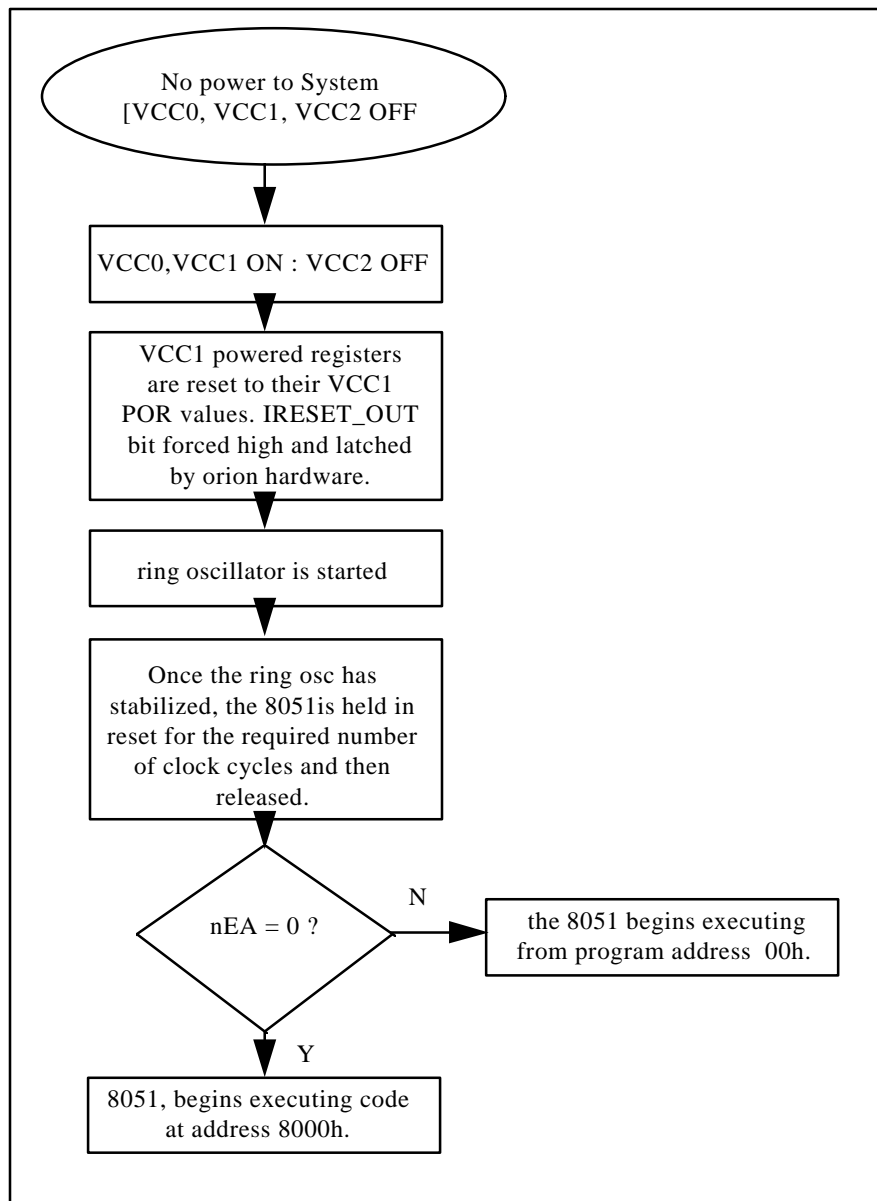 No power to System
[VCC0, VCC1, VCC2 OFF
VCC0,VCC1 ON : VCC2 OFF
VCC1 powered registers
are reset to their VCC1
POR values. IRESET_OUT
bit forced high and latched
by orion hardware.
ring oscillator is started
Once the ring osc has
stabilized, the 8051is held in
reset for the required number
of clock cycles and then
released.
nEA = 0 ?
N
the 8051 begins executing
from program address  00h.
Y
8051, begins executing code
at address 8000h.